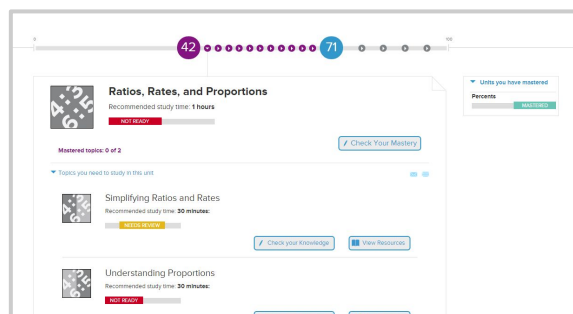 0
42
71
100
Ratios, Rates, and Proportions
Recommended study time: 1 hours
NOT READY
Check Your Mastery
Mastered topics: 0 of 2
Topics you need to study in this unit
Simplifying Ratios and Rates
Recommended study time: 30 minutes:
NEEDS REVIEW
Check your Knowledge
View Resources
Understanding Proportions
Recommended study time: 30 minutes:
NOT READY
Units you have mastered
Percents
MASTERED